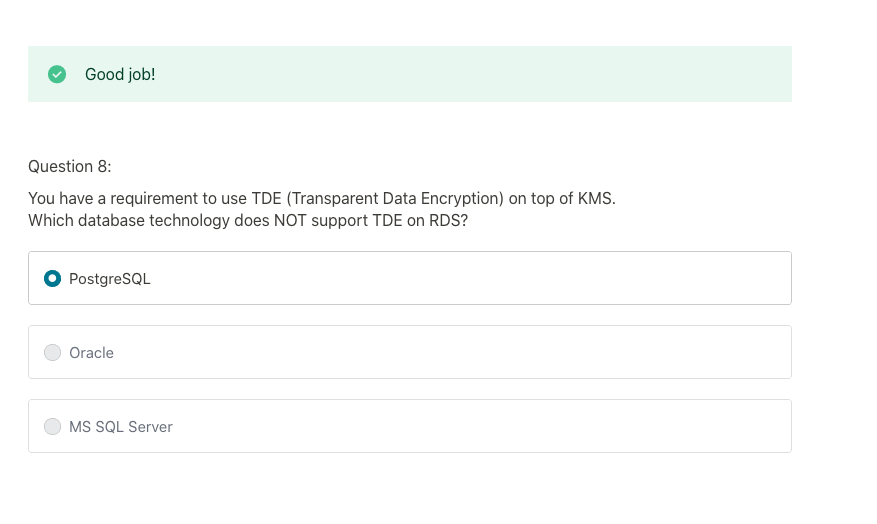 Good job!
Question 8:
You have a requirement to use TDE (Transparent Data Encryption) on top of KMS.
Which database technology does NOT support TDE on RDS?
PostgreSQL
Oracle
MS SQL Server